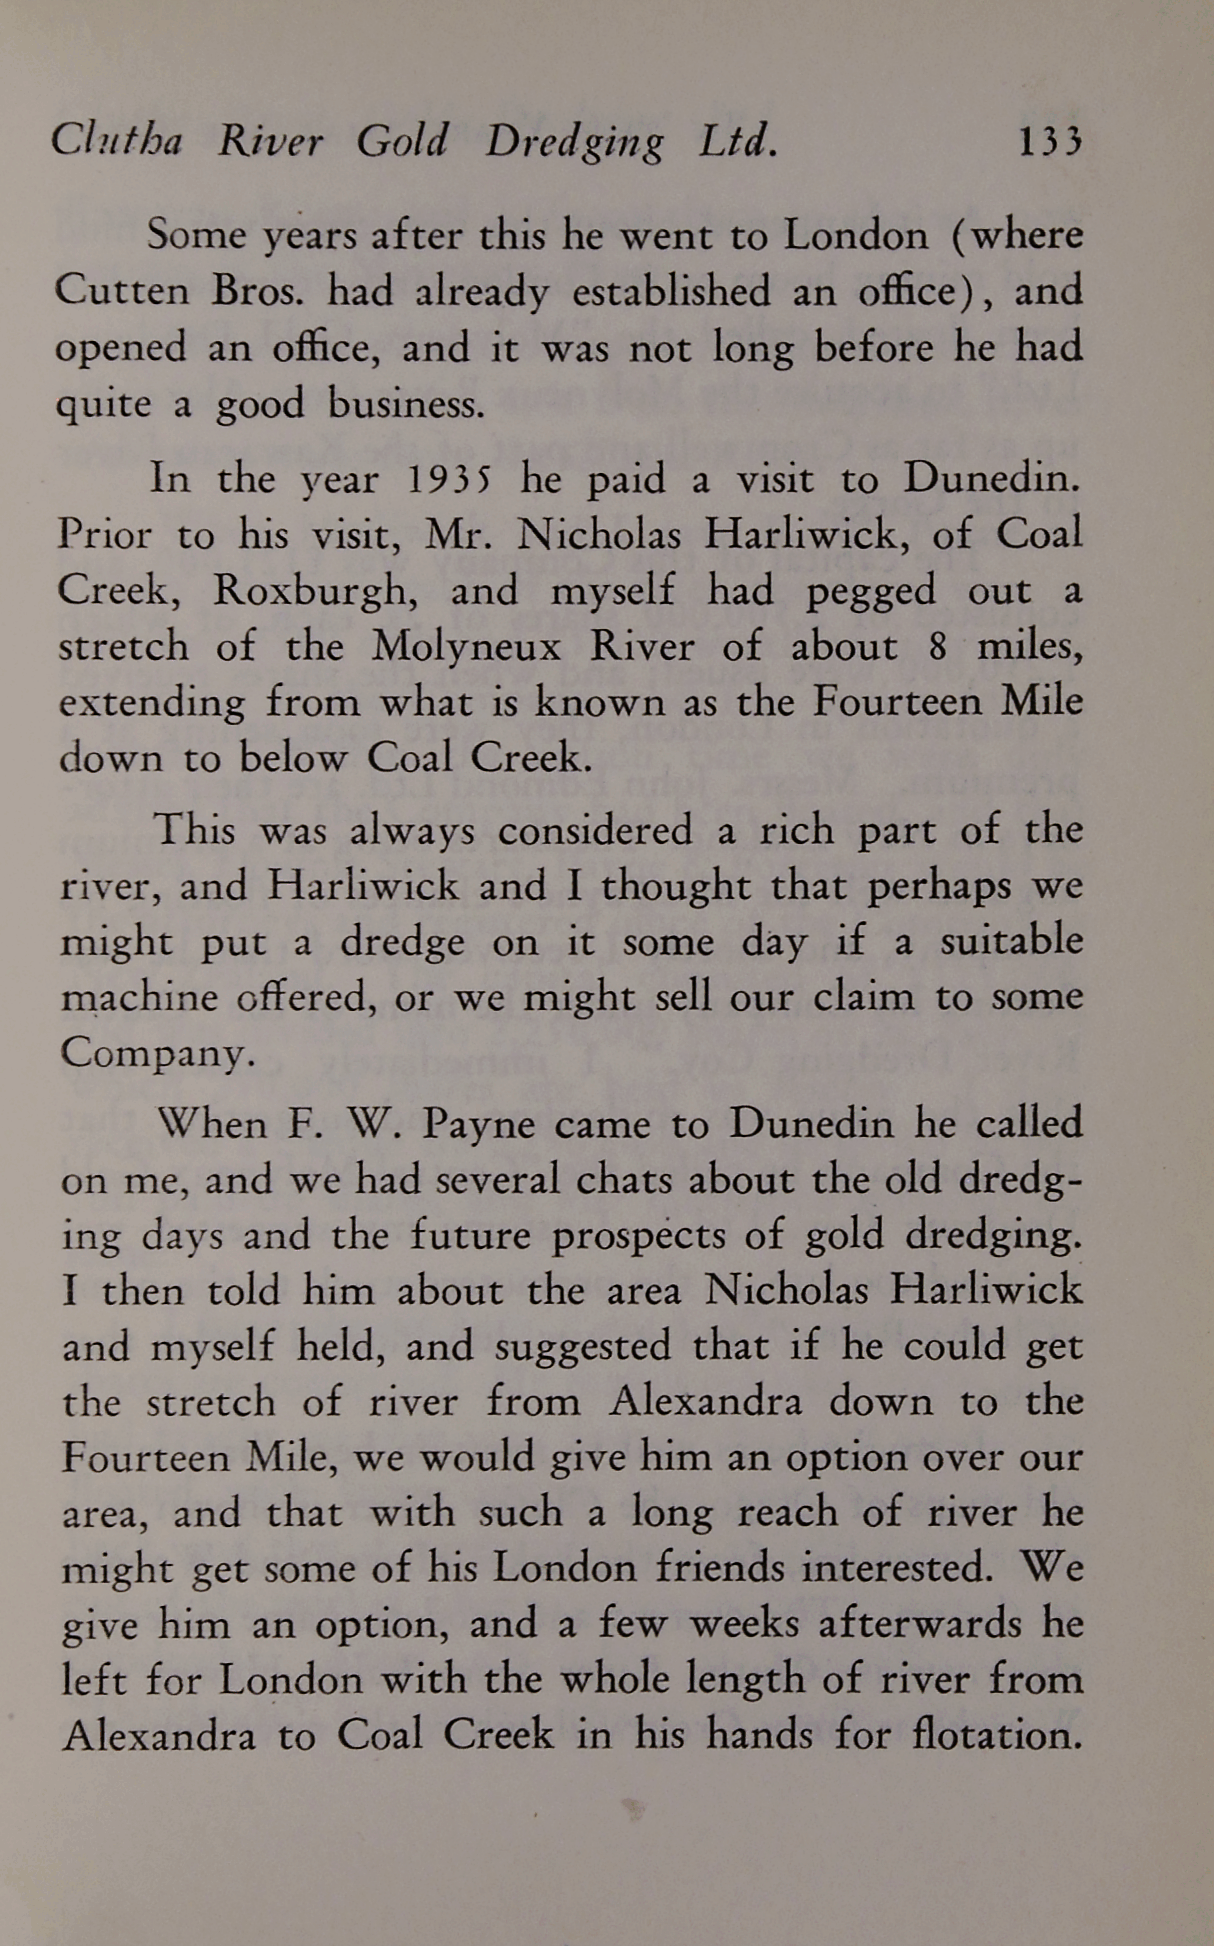 Clutha River Gold Dredging Ltd. 133
Some years after this he went to London (where
Cutten Bros. had already established an office), and
opened an office, and it was not long before he had
quite a good business.
In the year 1935 he paid a visit to Dunedin.
Prior to his visit, Mr. Nicholas Harliwick, of Coal
Creek, Roxburgh, and myself had pegged out a
stretch of the Molyneux River of about 8 miles,
extending from what is known as the Fourteen Mile
down to below Coal Creek.
This was always considered a rich part of the
river, and Harliwick and I thought that perhaps we
might put a dredge on it some day if a suitable
machine offered, or we might sell our claim to some
Company.
When F. W. Payne came to Dunedin he called
on me, and we had several chats about the old dredg-
ing days and the future prospects of gold dredging.
I then told him about the area Nicholas Harliwick
and myself held, and suggested that if he could get
the stretch of river from Alexandra down to the
Fourteen Mile, we would give him an option over our
area, and that with such a long reach of river he
might get some of his London friends interested. We
give him an option, and a few weeks afterwards he
left for London with the whole length of river from
Alexandra to Coal Creek in his hands for flotation.